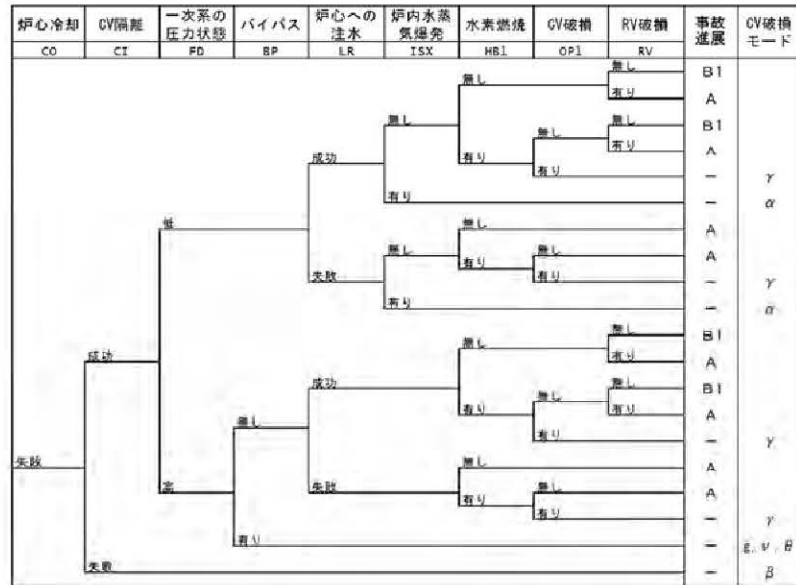 炉心冷却 CV隔離 一次系の圧力状態 バイパス 炉心への注水 炉内水蒸気爆発 水素燃焼 CV破損 RV破損 事故進展 CV破損モード
CO CI FD BP LR ISX HB1 OP1 RV
無し B1
有り A
無し 無し 無し B1
有り A
成功 有り 有り — γ
有り — α
低 無し A
無し 無し A
失敗 有り 有り — γ
有り — α
無し B1
成功 無し 有り A
成功 無し 無し B1
有り A
無し 有り 有り — γ
失敗 無し A
高 失敗 有り 無し A
有り — γ
有り — g, ν, θ
失敗 — β